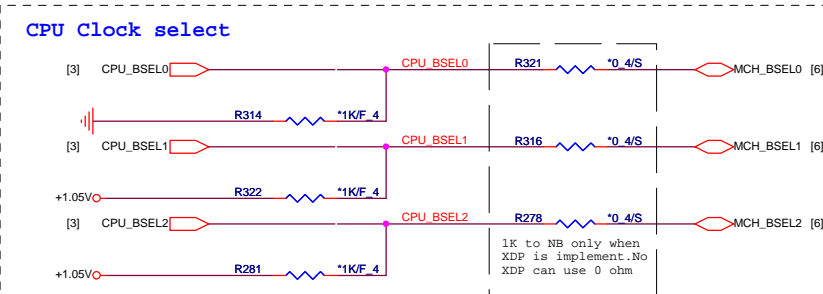 CPU Clock select
[3] CPU_BSEL0 CPU_BSEL0 R321 *0_4/S MCH_BSEL0 [6]
R314 *1K/F_4
[3] CPU_BSEL1 CPU_BSEL1 R316 *0_4/S MCH_BSEL1 [6]
+1.05V R322 *1K/F_4
[3] CPU_BSEL2 CPU_BSEL2 R278 *0_4/S MCH_BSEL2 [6]
1K to NB only when
XDP is implement.No
XDP can use 0 ohm
+1.05V R281 *1K/F_4